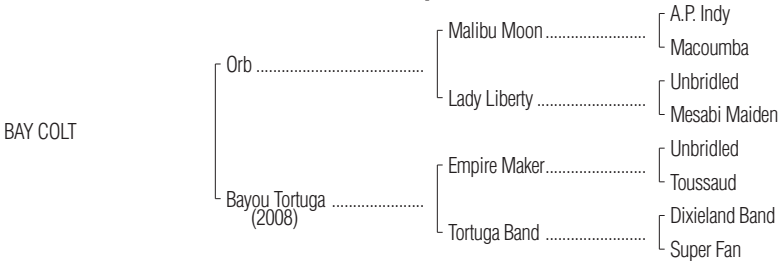 A.P. Indy
Malibu Moon ....................
Macoumba
Orb ..................................
Unbridled
Lady Liberty ......................
Mesabi Maiden
BAY COLT
Unbridled
Empire Maker....................
Toussaud
Bayou Tortuga ...................
(2008)
Dixieland Band
Tortuga Band ....................
Super Fan